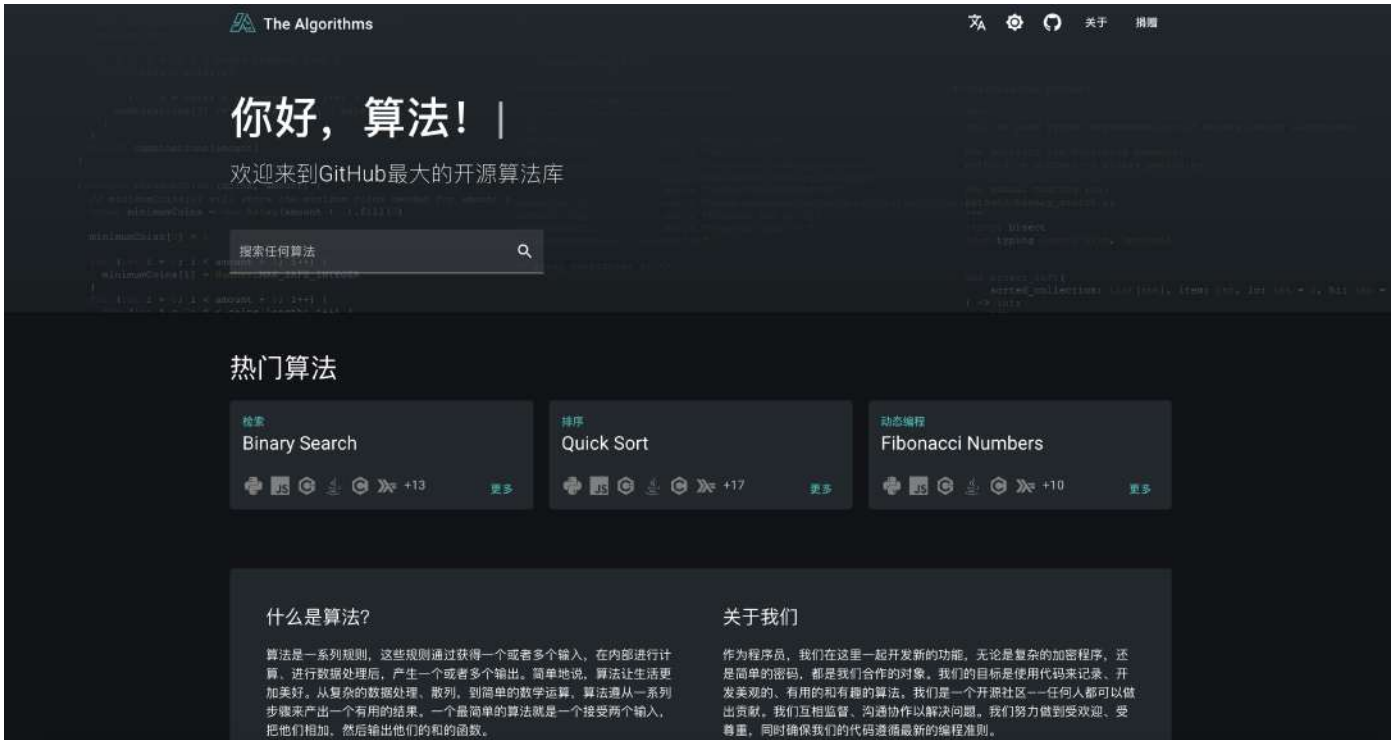 The Algorithms
关于
捐赠
你好，算法！
欢迎来到GitHub最大的开源算法库
搜索任何算法
热门算法
检索
Binary Search
+13
更多
排序
Quick Sort
+17
更多
动态编程
Fibonacci Numbers
+10
更多
什么是算法?
算法是一系列规则，这些规则通过获得一个或者多个输入，在内部进行计
算、进行数据处理后，产生一个或者多个输出。简单地说，算法让生活更
加美好。从复杂的数据处理、散列，到简单的数学运算，算法遵从一系列
步骤来产出一个有用的结果。一个最简单的算法就是一个接受两个输入，
把他们相加，然后输出他们的和的函数。
关于我们
作为程序员，我们在这里一起开发新的功能，无论是复杂的加密程序，还
是简单的密码，都是我们合作的对象。我们的目标是使用代码来记录、开
发美观的、有用的和有趣的算法。我们是一个开源社区——任何人都可以做
出贡献。我们互相监督、沟通协作以解决问题。我们努力做到受欢迎、受
尊重，同时确保我们的代码遵循最新的编程准则。